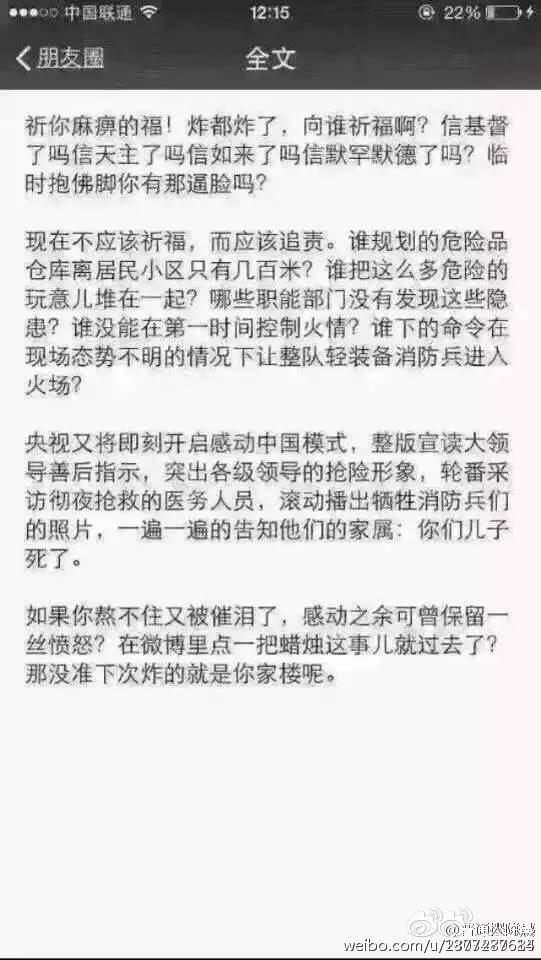 中国联通
12:15
22%
朋友圈
全文
祈你麻痹的福！炸都炸了，向谁祈福啊？信基督
了吗信天主了吗信如来了吗信默罕默德了吗？临
时抱佛脚你有那逼脸吗？
现在不应该祈福，而应该追责。谁规划的危险品
仓库离居民小区只有几百米？谁把这么多危险的
玩意儿堆在一起？哪些职能部门没有发现这些隐
患？谁没能在第一时间控制火情？谁下的命令在
现场态势不明的情况下让整队轻装备消防兵进入
火场？
央视又将即刻开启感动中国模式，整版宣读大领
导善后指示，突出各级领导的抢险形象，轮番采
访彻夜抢救的医务人员，滚动播出牺牲消防兵们
的照片，一遍一遍的告知他们的家属：你们儿子
死了。
如果你熬不住又被催泪了，感动之余可曾保留一
丝愤怒？在微博里点一把蜡烛这事儿就过去了？
那没准下次炸的就是你家楼呢。
weibo.com/u/